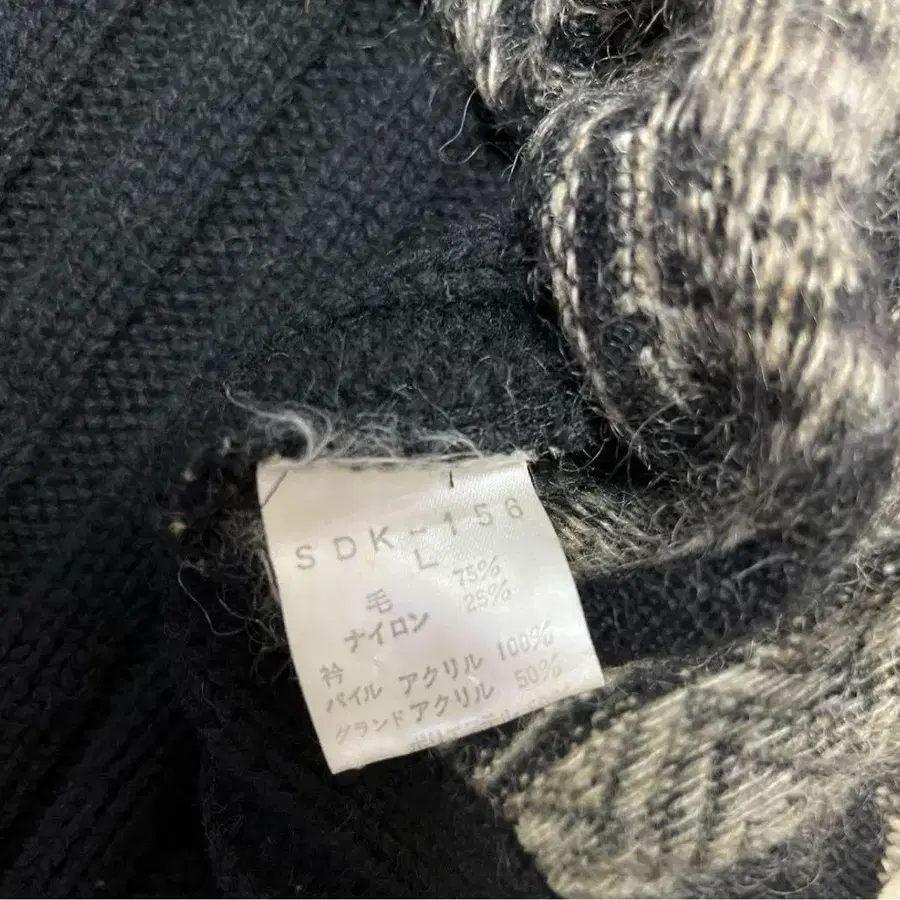 SDK-156
L
毛 75%
ナイロン 25%
衿
パイル アクリル 100%
グランドアクリル 50%